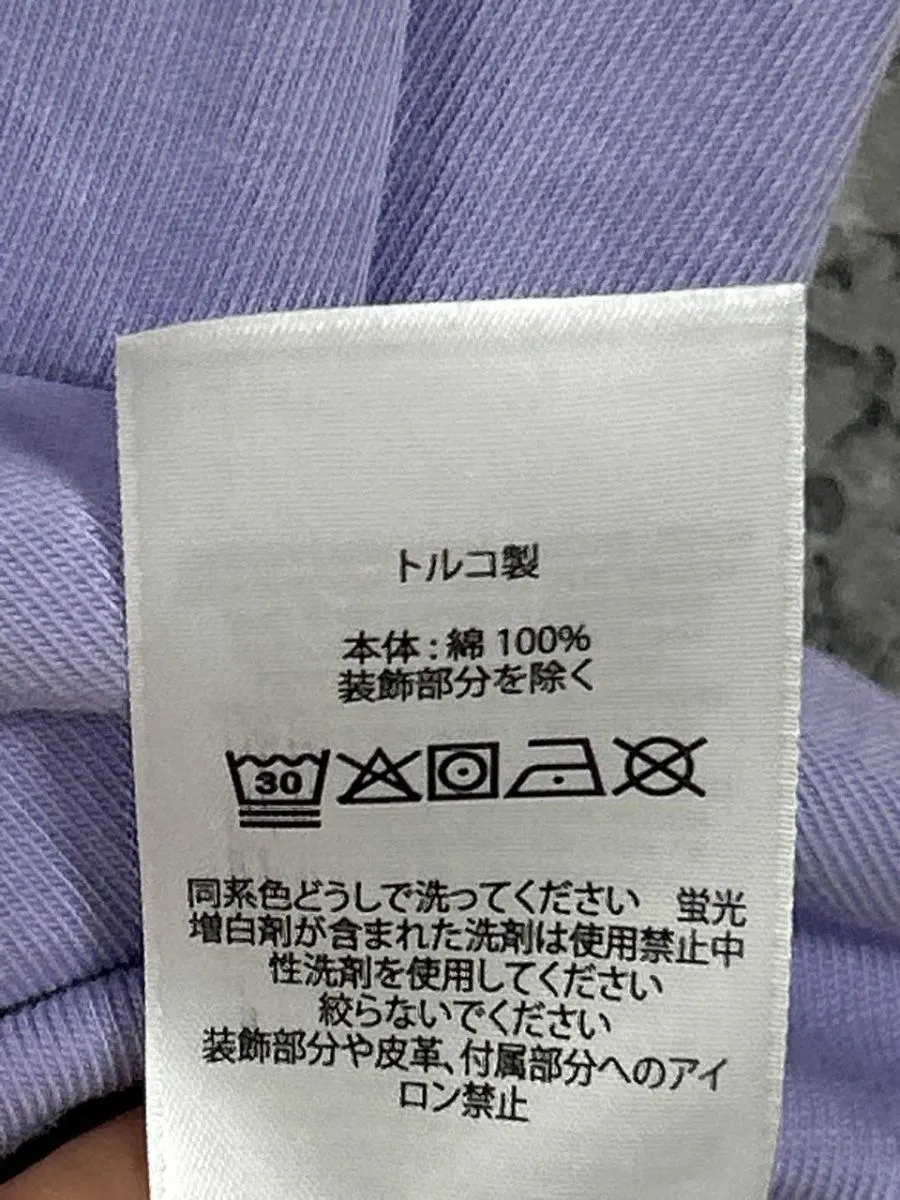 トルコ製
本体 : 綿 100%
装飾部分を除く
30
同系色どうしで洗ってください 蛍光
増白剤が含まれた洗剤は使用禁止中
性洗剤を使用してください
絞らないでください
装飾部分や皮革、付属部分へのアイ
ロン禁止